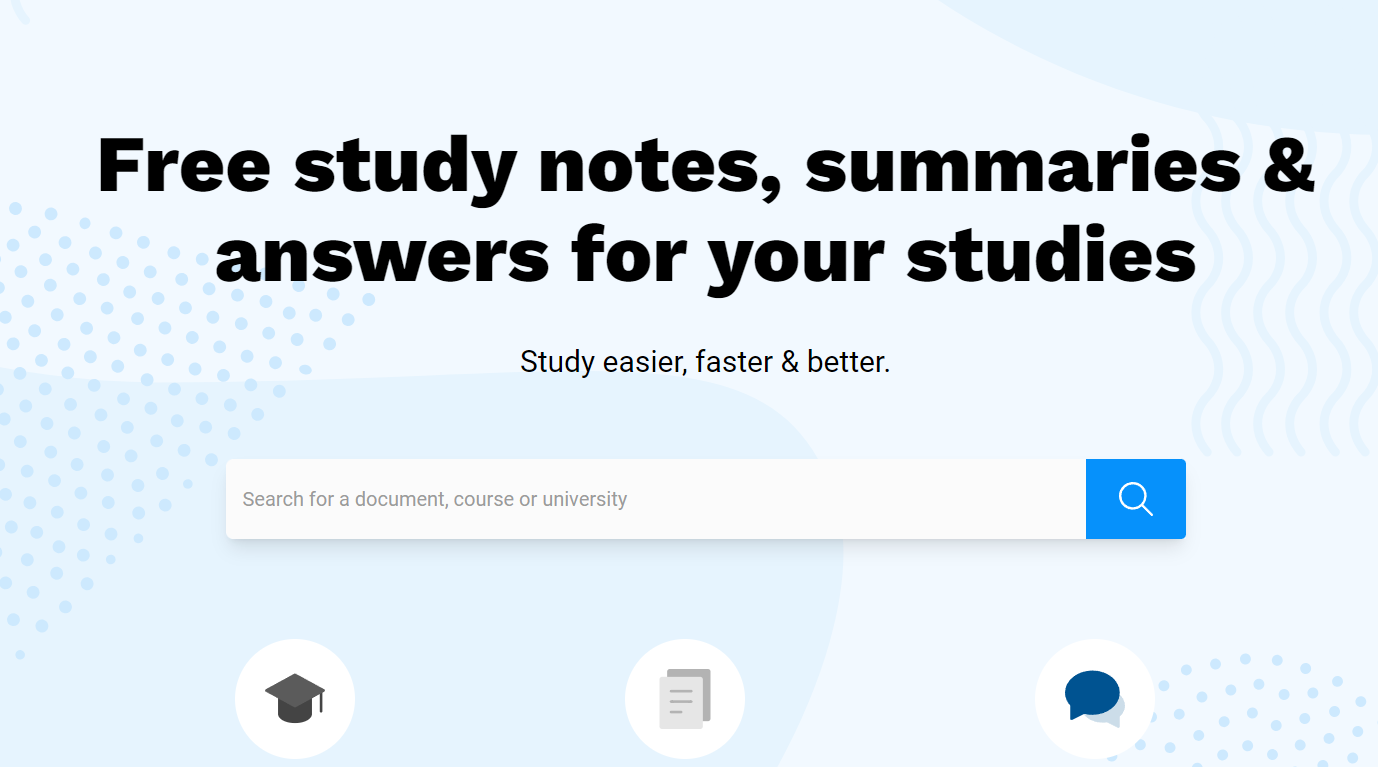 Free study notes, summaries &
answers for your studies
Study easier, faster & better.
Search for a document, course or university